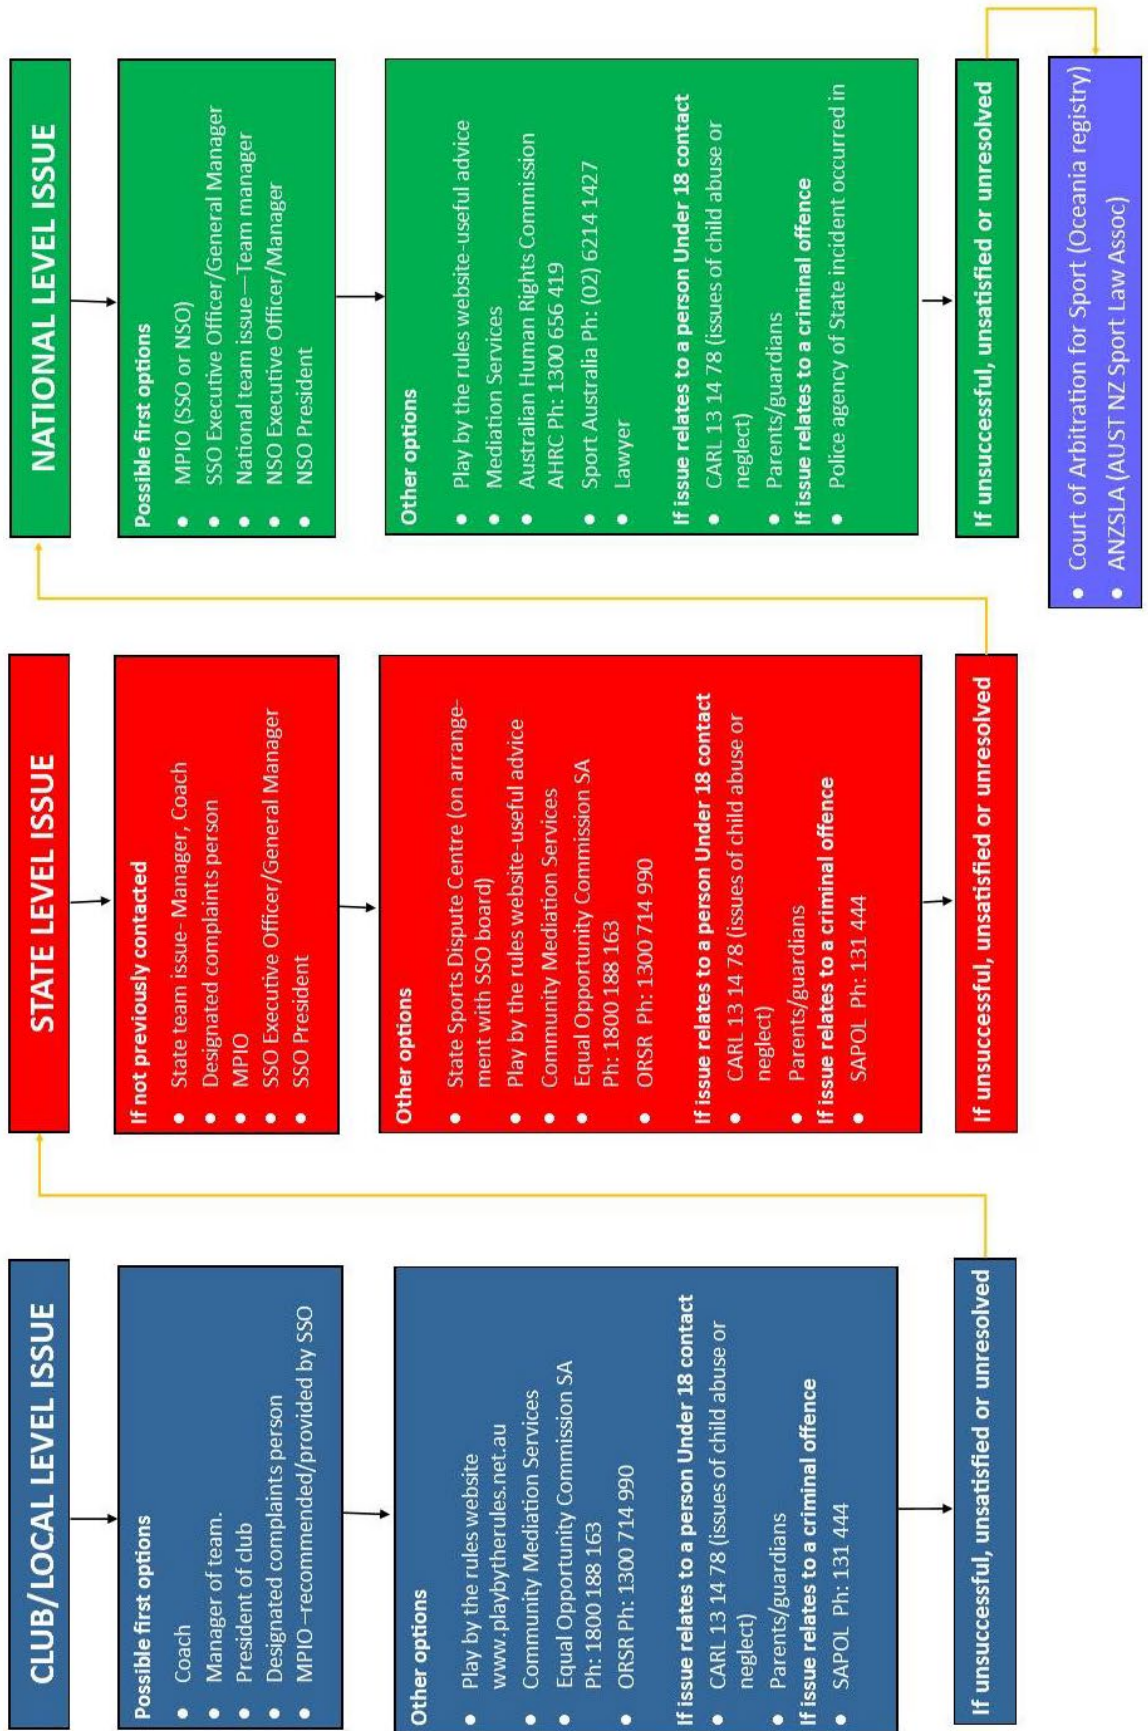 CLUB/LOCAL LEVEL ISSUE
Possible first options
• Coach
• Manager of team.
• President of club
• Designated complaints person
• MPIO –recommended/provided by SSO
Other options
• Play by the rules website
www.playbytherules.net.au
• Community Mediation Services
• Equal Opportunity Commission SA
Ph: 1800 188 163
• ORSR Ph: 1300 714 990
If issue relates to a person Under 18 contact
• CARL 13 14 78 (issues of child abuse or
neglect)
• Parents/guardians
If issue relates to a criminal offence
• SAPOL Ph: 131 444
If unsuccessful, unsatisfied or unresolved
STATE LEVEL ISSUE
If not previously contacted
• State team issue- Manager, Coach
• Designated complaints person
• MPIO
• SSO Executive Officer/General Manager
• SSO President
Other options
• State Sports Dispute Centre (on arrange-
ment with SSO board)
• Play by the rules website-useful advice
• Community Mediation Services
• Equal Opportunity Commission SA
Ph: 1800 188 163
• ORSR Ph: 1300 714 990
If issue relates to a person Under 18 contact
• CARL 13 14 78 (issues of child abuse or
neglect)
• Parents/guardians
If issue relates to a criminal offence
• SAPOL Ph: 131 444
If unsuccessful, unsatisfied or unresolved
NATIONAL LEVEL ISSUE
Possible first options
• MPIO (SSO or NSO)
• SSO Executive Officer/General Manager
• National team issue—Team manager
• NSO Executive Officer/Manager
• NSO President
Other options
• Play by the rules website-useful advice
• Mediation Services
• Australian Human Rights Commission
AHRC Ph: 1300 656 419
• Sport Australia Ph: (02) 6214 1427
• Lawyer
If issue relates to a person Under 18 contact
• CARL 13 14 78 (issues of child abuse or
neglect)
• Parents/guardians
If issue relates to a criminal offence
• Police agency of State incident occurred in
If unsuccessful, unsatisfied or unresolved
• Court of Arbitration for Sport (Oceania registry)
• ANZSLA (AUST NZ Sport Law Assoc)